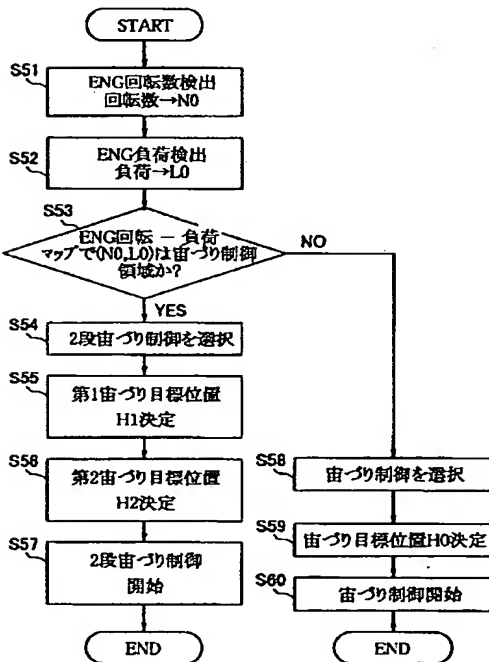 START
S51
ENG回転数検出
回転数→N0
S52
ENG負荷検出
負荷→L0
S53
ENG回転 − 負荷
マップで(N0,L0)は宙づり制御
領域か?
NO
YES
S54
2段宙づり制御を選択
S55
第1宙づり目標位置
H1決定
S56
第2宙づり目標位置
H2決定
S57
2段宙づり制御
開始
END
S58
宙づり制御を選択
S59
宙づり目標位置H0決定
S60
宙づり制御開始
END